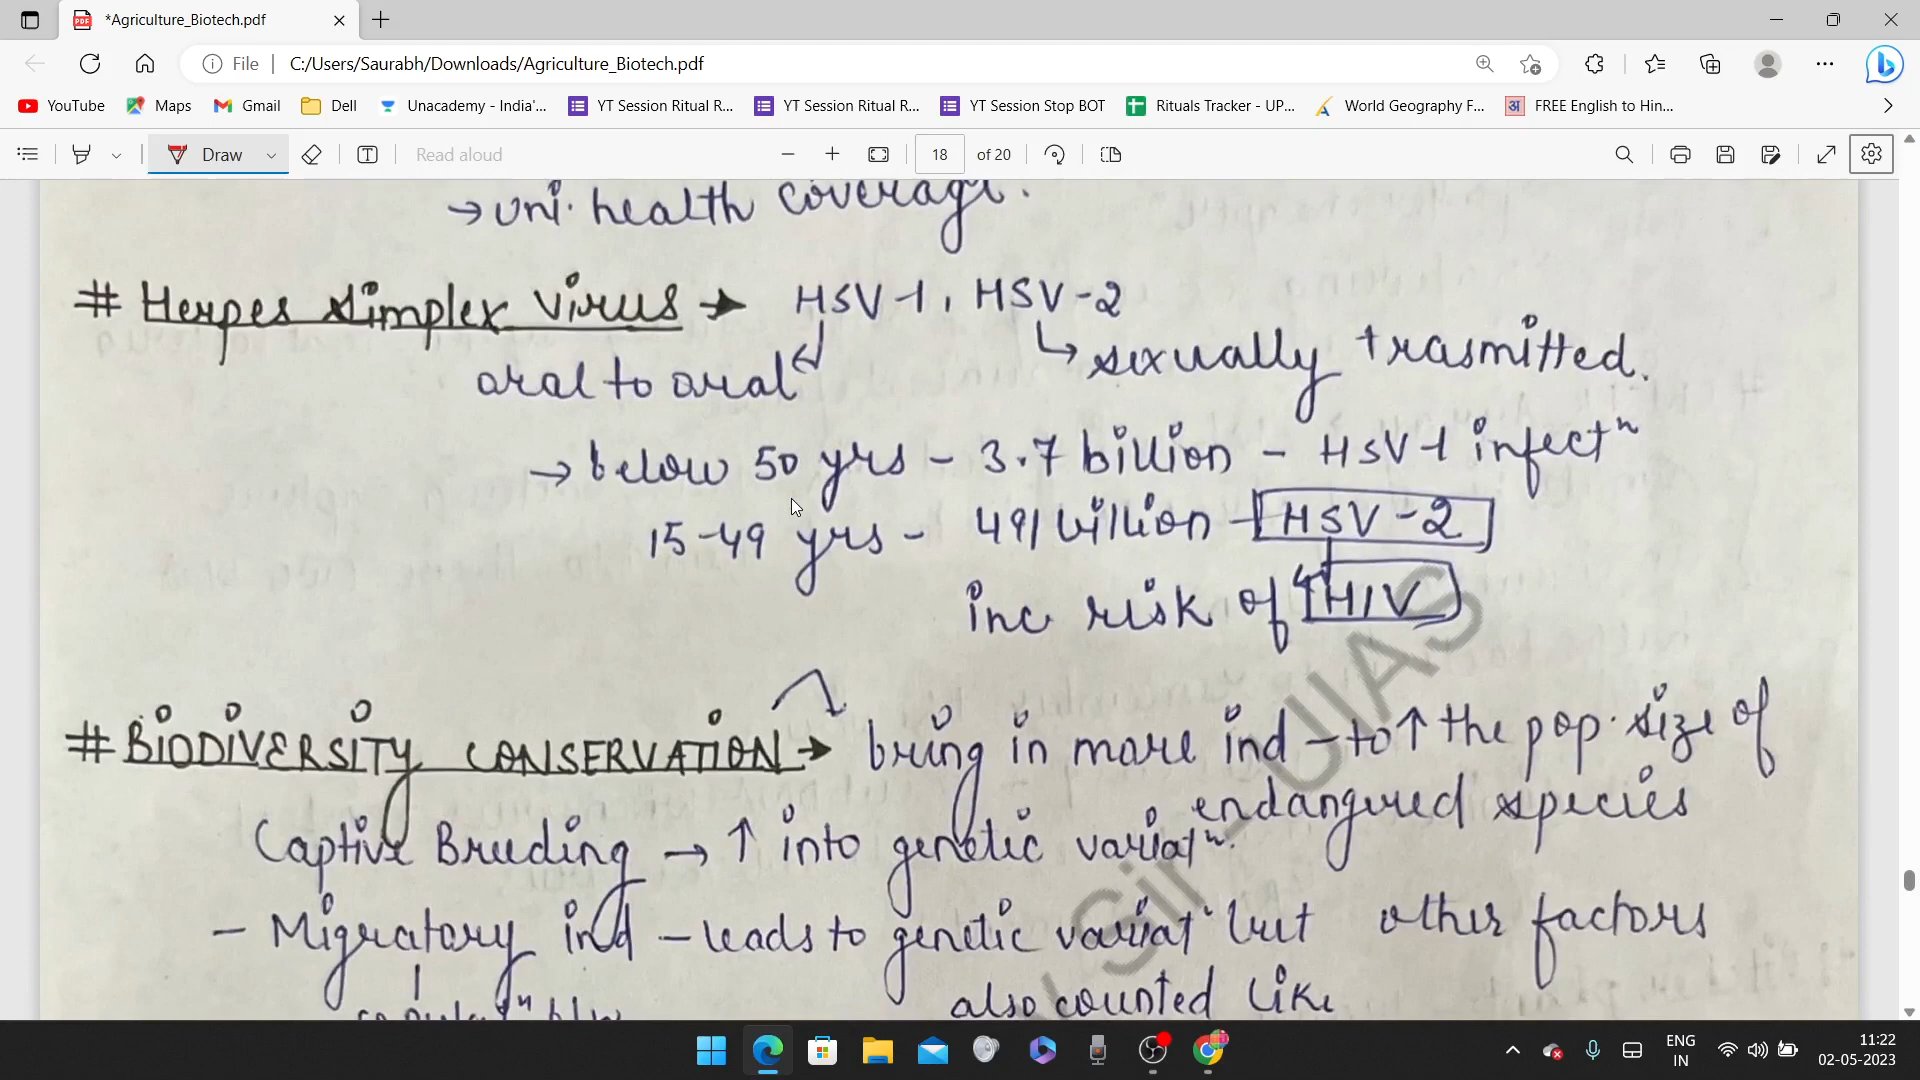 *Agriculture_Biotech.pdf
File C:/Users/Saurabh/Downloads/Agriculture_Biotech.pdf
YouTube Maps Gmail Dell Unacademy - India'... YT Session Ritual R... YT Session Ritual R... YT Session Stop BOT Rituals Tracker - UP... World Geography F... FREE English to Hin...
Draw Read aloud 18 of 20
→ uni. health coverage.
# Herpes Simplex Virus → HSV-1, HSV-2
oral to oral
↳ sexually trasmitted.
→ below 50 yrs - 3.7 billion - HSV-1 infectⁿ
15-49 yrs - 491 billion - HSV-2
inc risk of HIV
# BIODIVERSITY CONSERVATION → bring in more ind - to ↑ the pop. size of
endangered species
Captive Breeding → ↑ into genetic variatⁿ.
- Migratory ind - leads to genetic variatⁿ but other factors
also counted like
Sir_UIAS
ENG
IN
11:22
02-05-2023